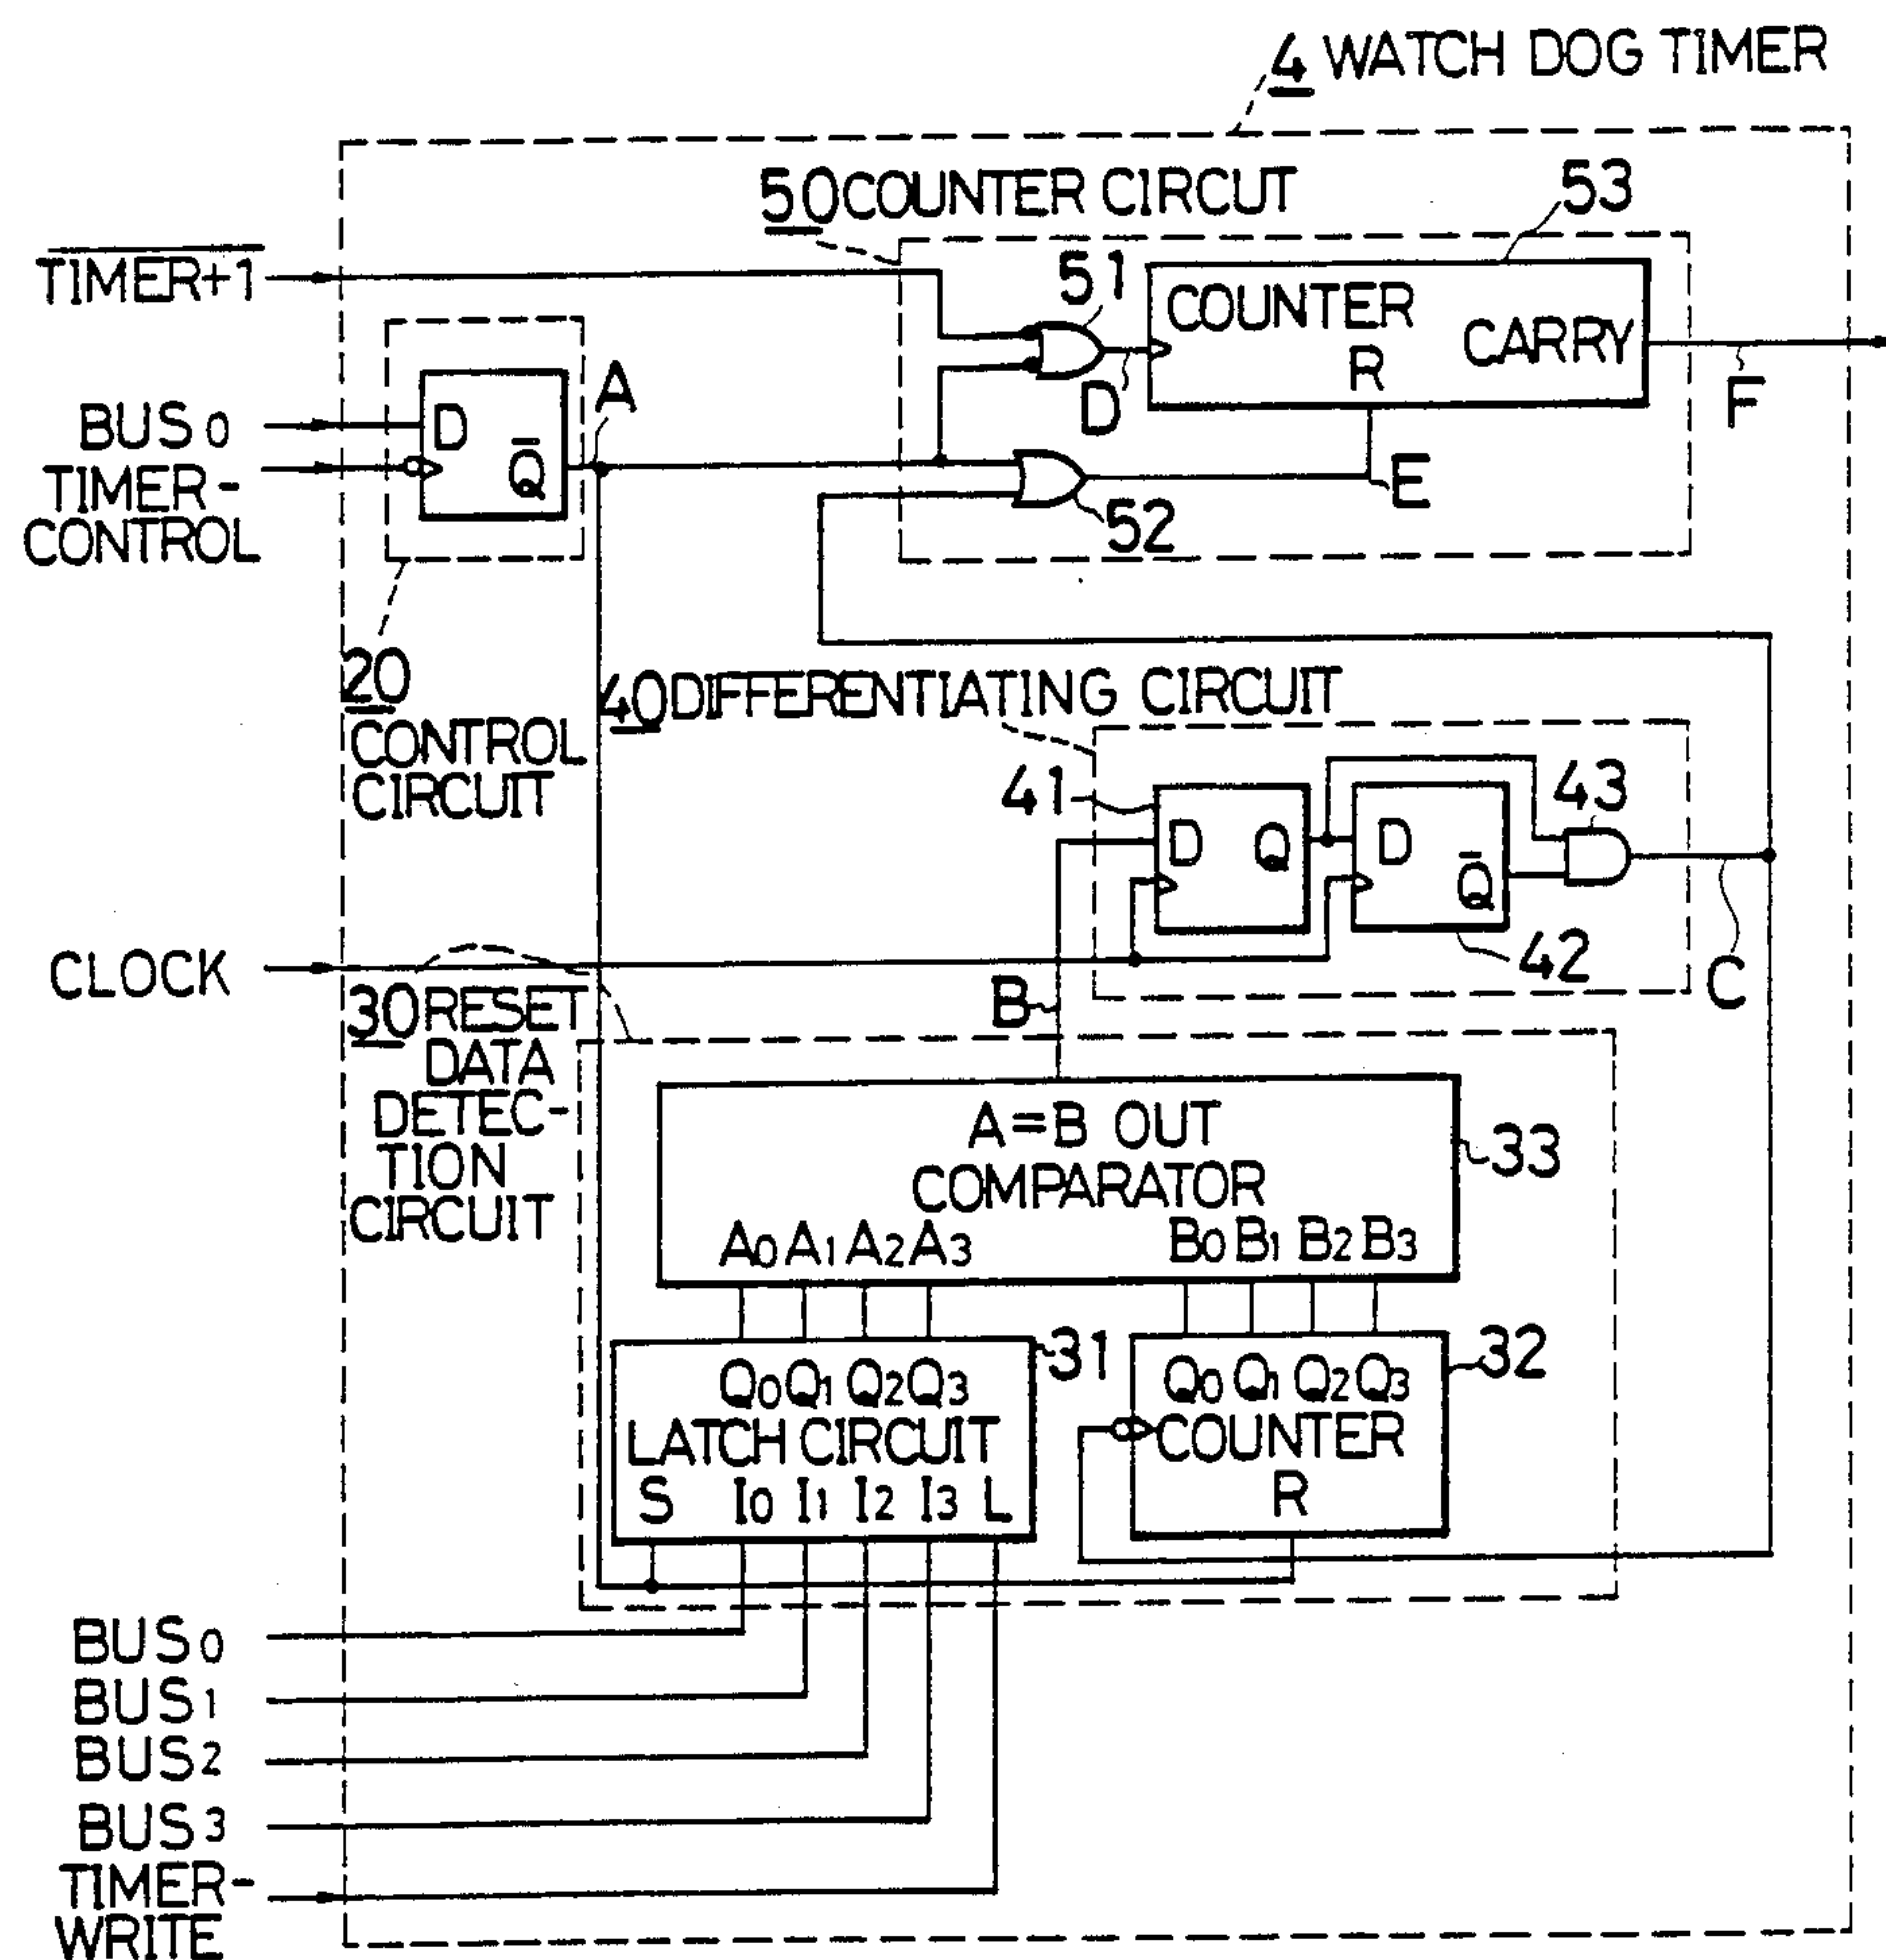 4 WATCH DOG TIMER
50 COUNTER CIRCUT
53
TIMER+1
51
COUNTER
R
CARRY
D
F
A
BUS0
D
Q̅
TIMER-
CONTROL
E
52
20
CONTROL
CIRCUIT
40 DIFFERENTIATING CIRCUIT
41
43
D Q
D
Q̅
42
C
CLOCK
B
30 RESET
DATA
DETEC-
TION
CIRCUIT
A=B OUT
COMPARATOR
33
A0 A1 A2 A3
B0 B1 B2 B3
31
32
Q0 Q1 Q2 Q3
LATCH CIRCUIT
S I0 I1 I2 I3 L
Q0 Q1 Q2 Q3
COUNTER
R
BUS0
BUS1
BUS2
BUS3
TIMER-
WRITE